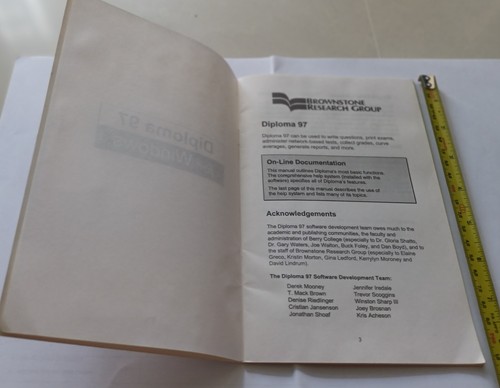 BROWNSTONE
RESEARCH GROUP
Diploma 97
Diploma 97 can be used to write questions, print exams,
administer network-based tests, collect grades, curve
averages, generate reports, and more.
On-Line Documentation
This manual outlines Diploma's most basic functions.
The comprehensive help system (installed with the
software) specifies all of Diploma's features.
The last page of this manual describes the use of
the help system and lists many of its topics.
Acknowledgements
The Diploma 97 software development team owes much to the
academic and publishing communities, the faculty and
administration of Berry College (especially to Dr. Gloria Shatto,
Dr. Gary Waters, Joe Walton, Buck Foley, and Dan Boyd), and to
the staff of Brownstone Research Group (especially to Elaine
Greco, Kristin Morton, Gina Ledford, Kerrylyn Moroney and
David Lindrum).
The Diploma 97 Software Development Team:
Derek Mooney Jennifer
T. Mack Brown Trevor Scoggins
Denise Riedlinger Winston Sharp III
Cristian Jansenson Joey Broenan
Jonathan Shoaf Kris Acheson
3
Diploma 97